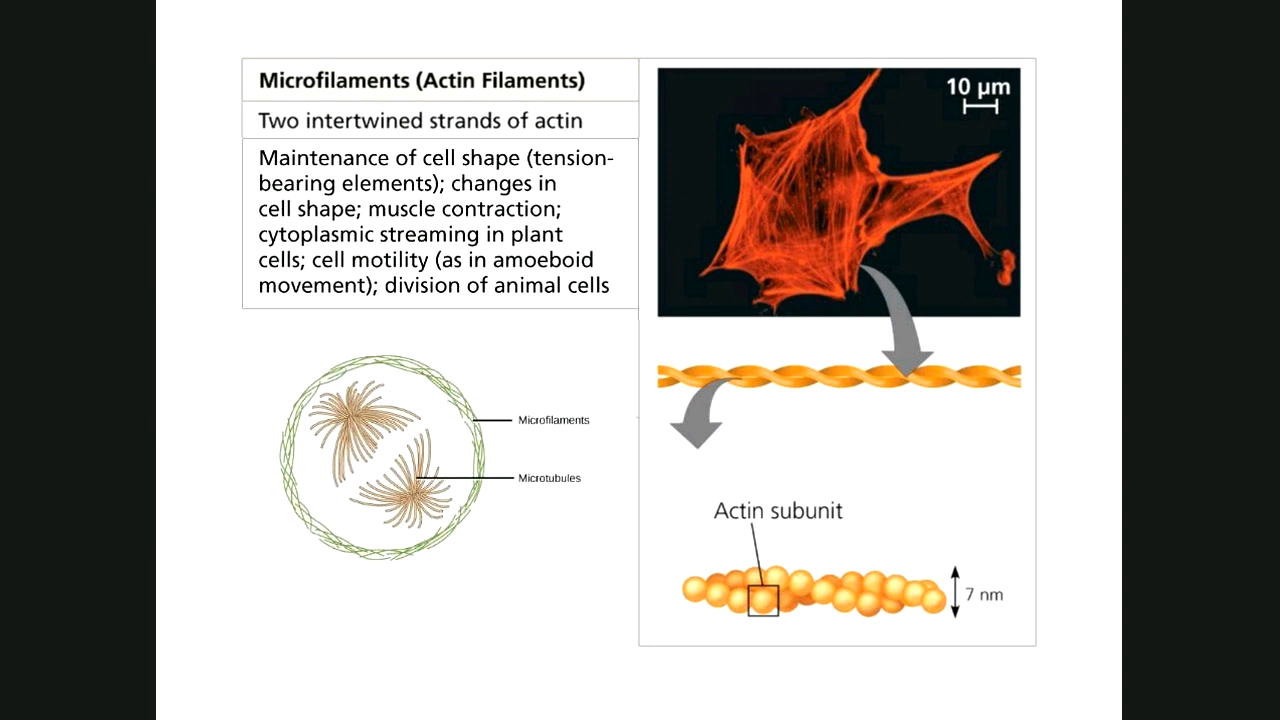 Microfilaments (Actin Filaments)
Two intertwined strands of actin
Maintenance of cell shape (tension-
bearing elements); changes in
cell shape; muscle contraction;
cytoplasmic streaming in plant
cells; cell motility (as in amoeboid
movement); division of animal cells
Microfilaments
Microtubules
10 μm
Actin subunit
7 nm